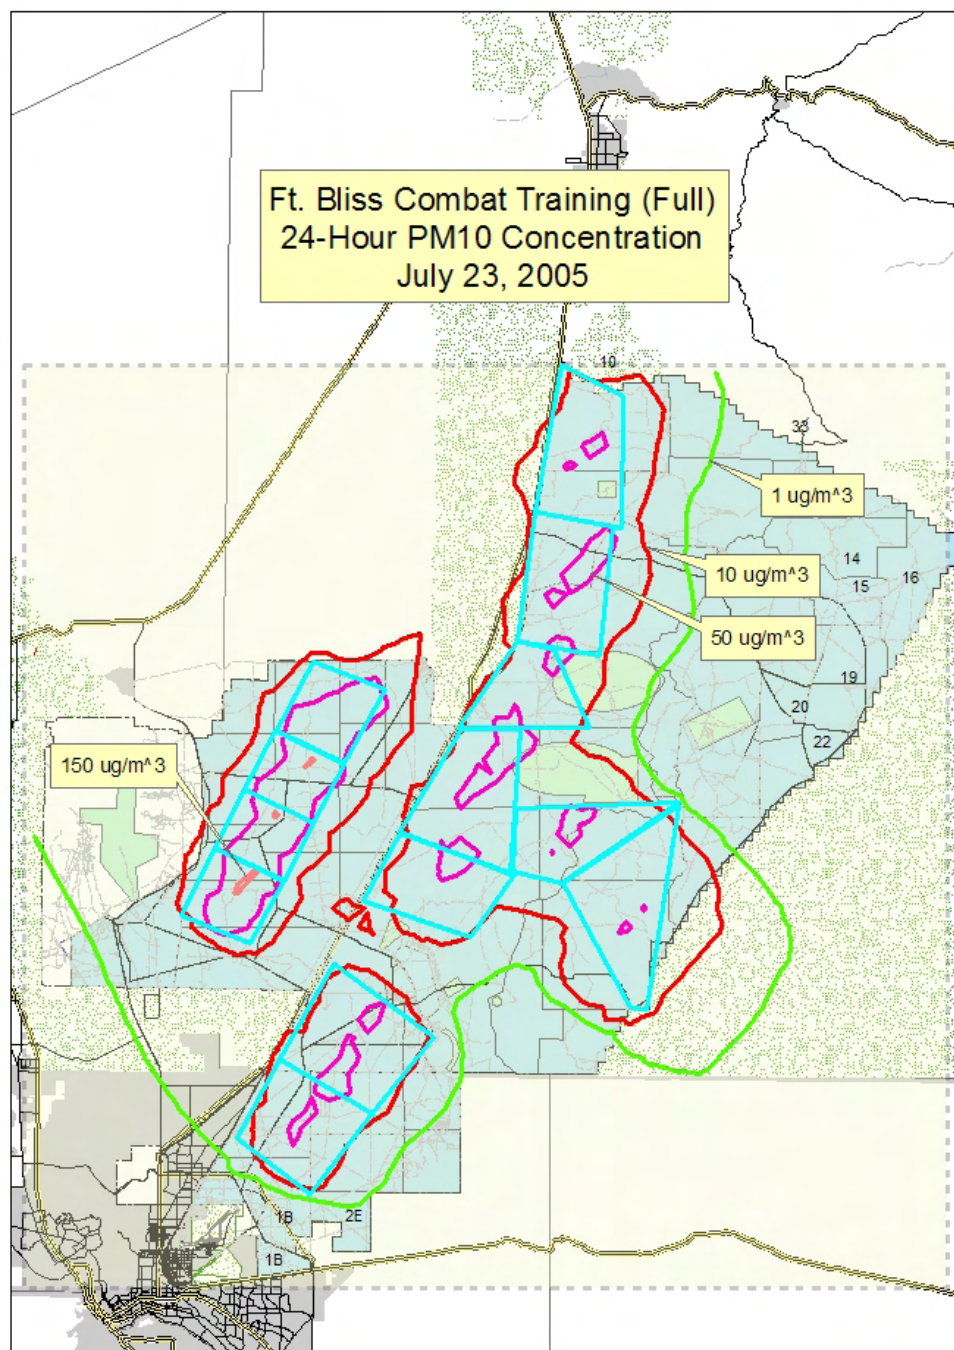 Ft. Bliss Combat Training (Full)
24-Hour PM10 Concentration
July 23, 2005
10
33
1 ug/m^3
14
10 ug/m^3
15
16
50 ug/m^3
19
20
22
150 ug/m^3
1B
2E
1B